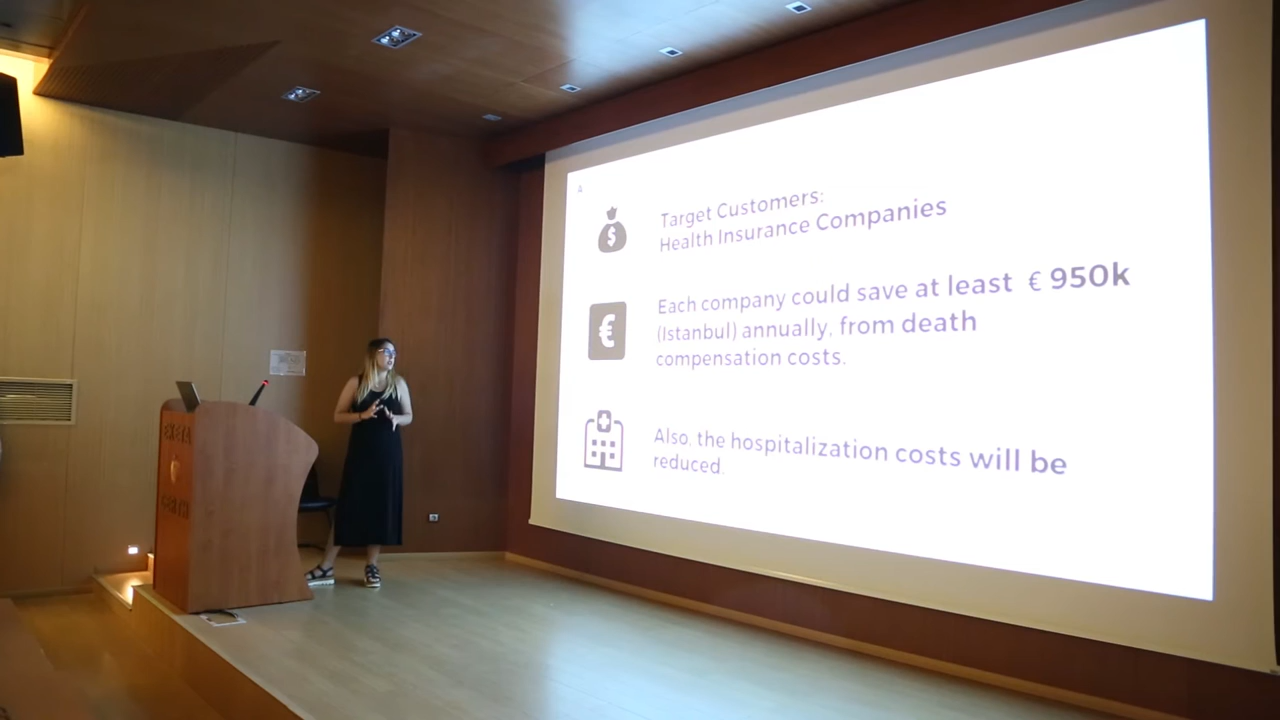 Target Customers:
Health Insurance Companies
Each company could save at least € 950k
(Istanbul) annually, from death
compensation costs.
Also, the hospitalization costs will be
reduced.